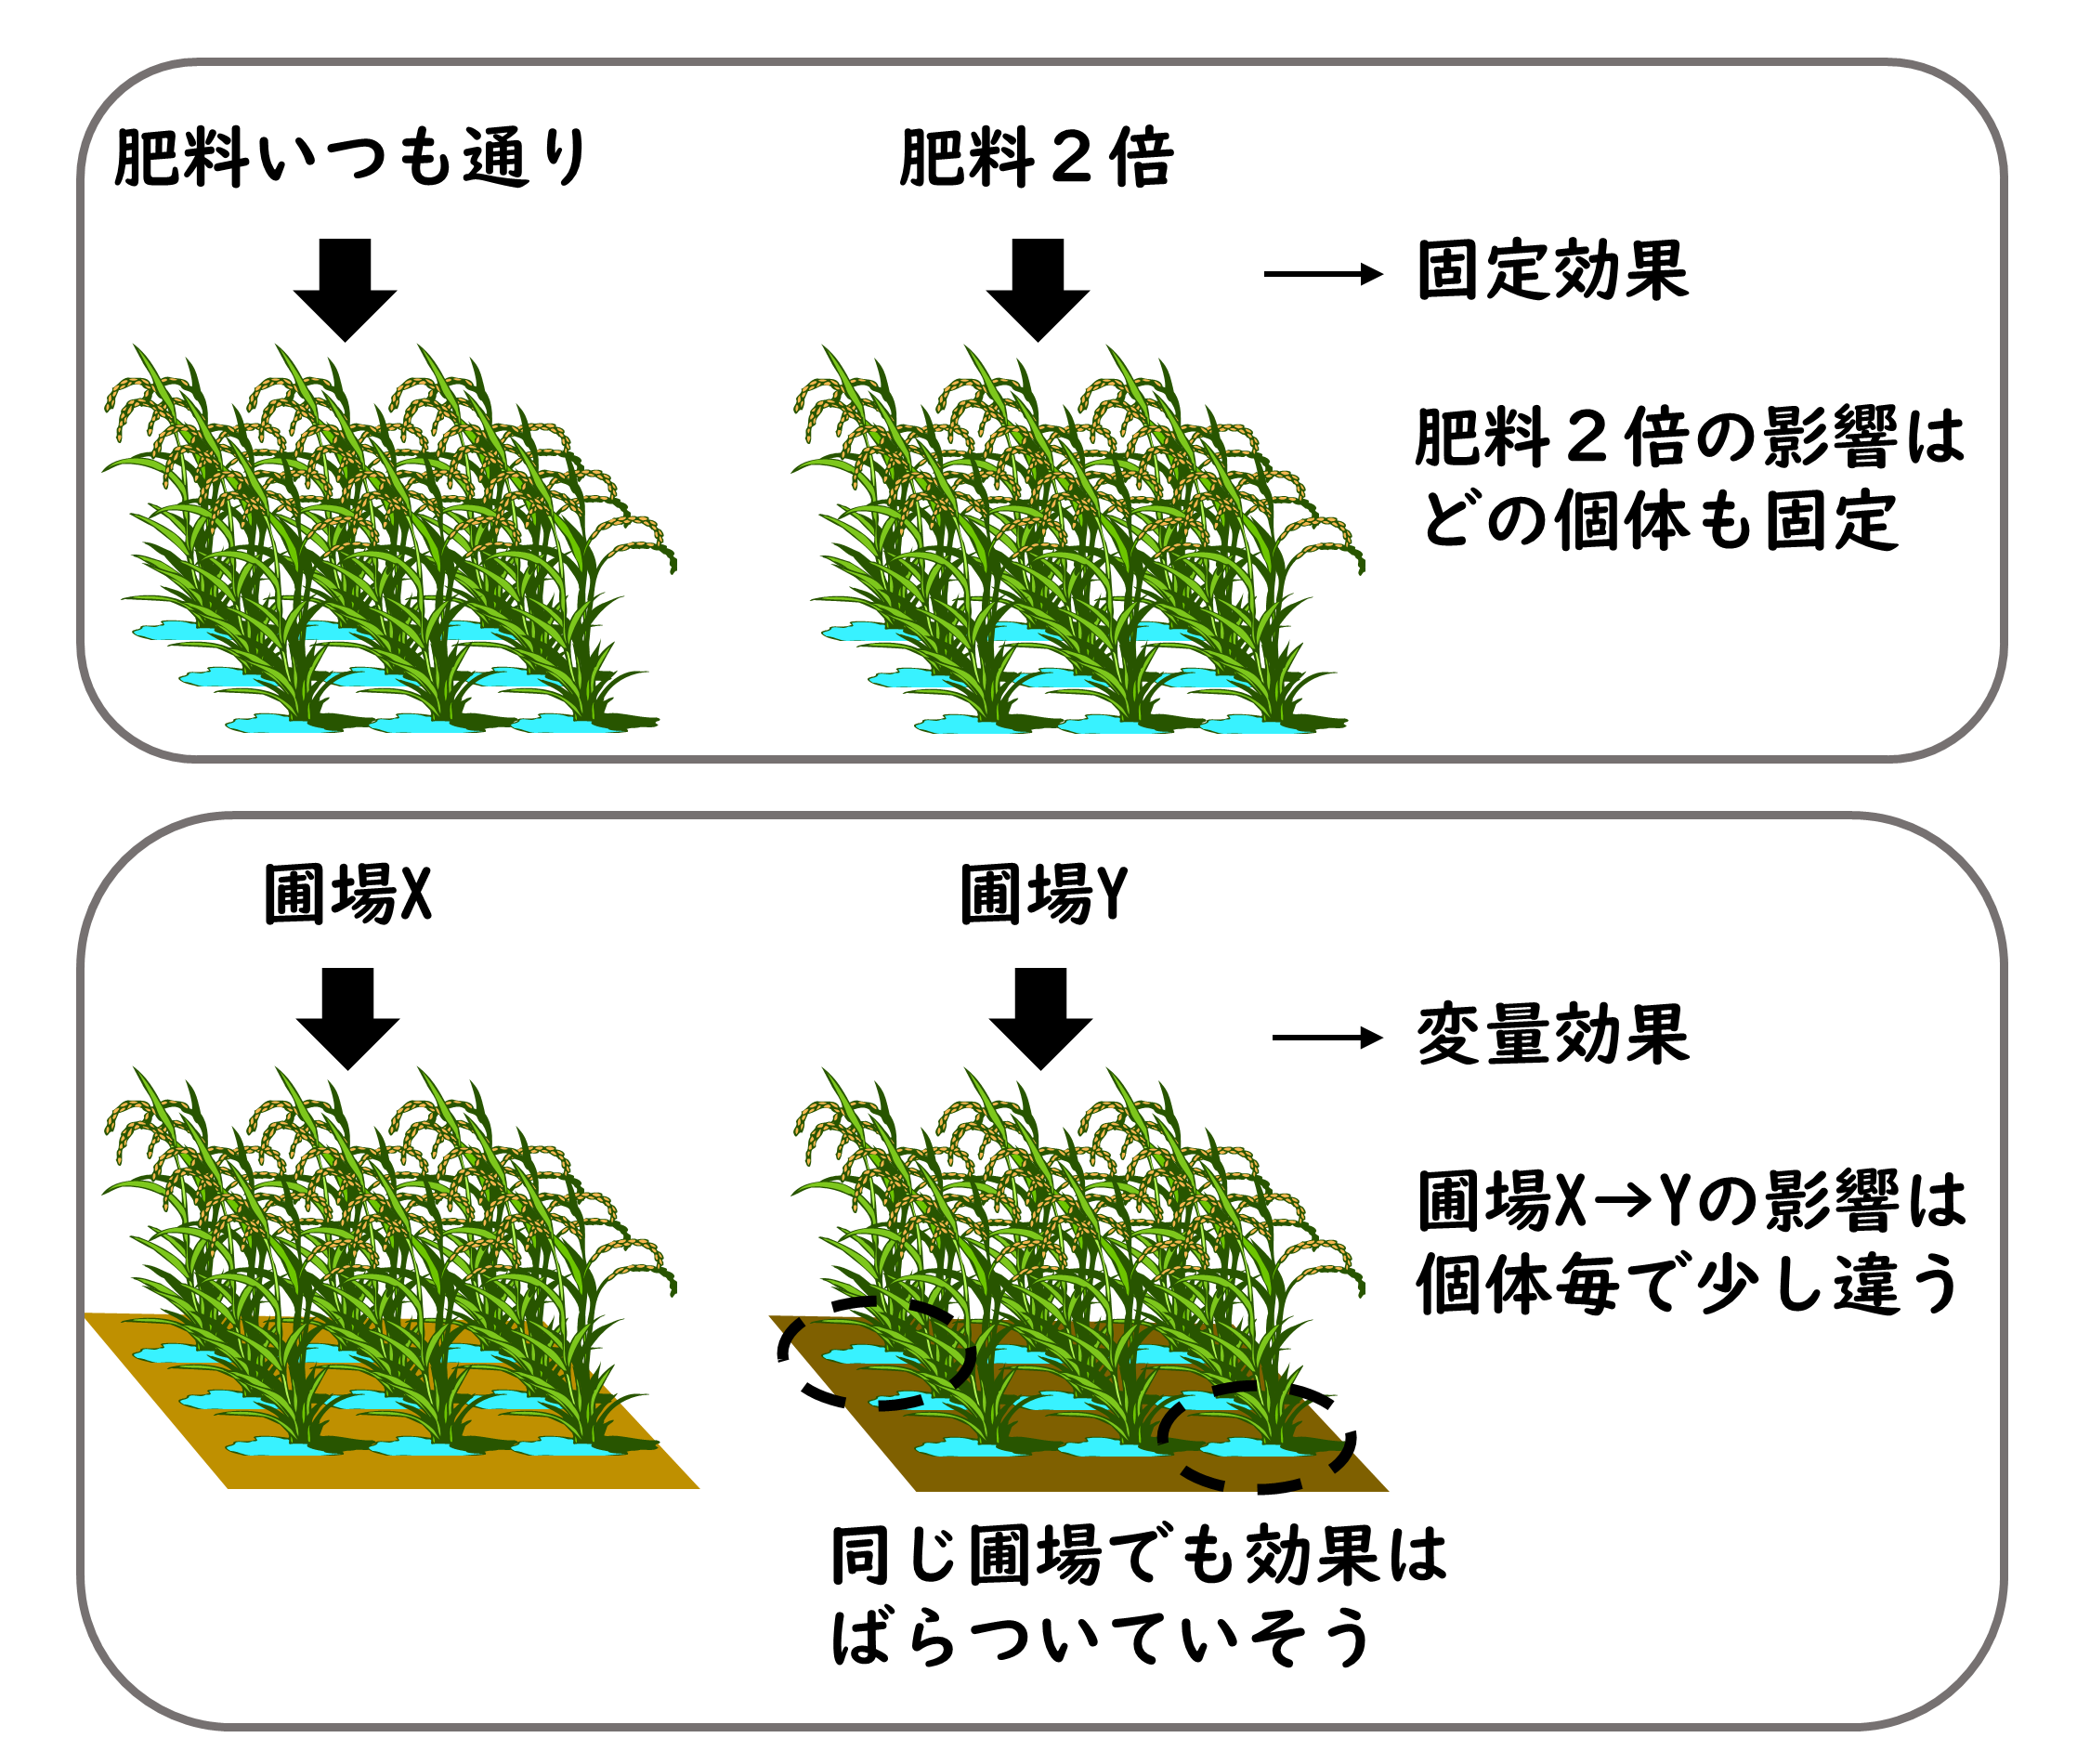 肥料いつも通り
肥料２倍
固定効果
肥料２倍の影響は
どの個体も固定
圃場X
圃場Y
変量効果
圃場X→Yの影響は
個体毎で少し違う
同じ圃場でも効果は
ばらついていそう